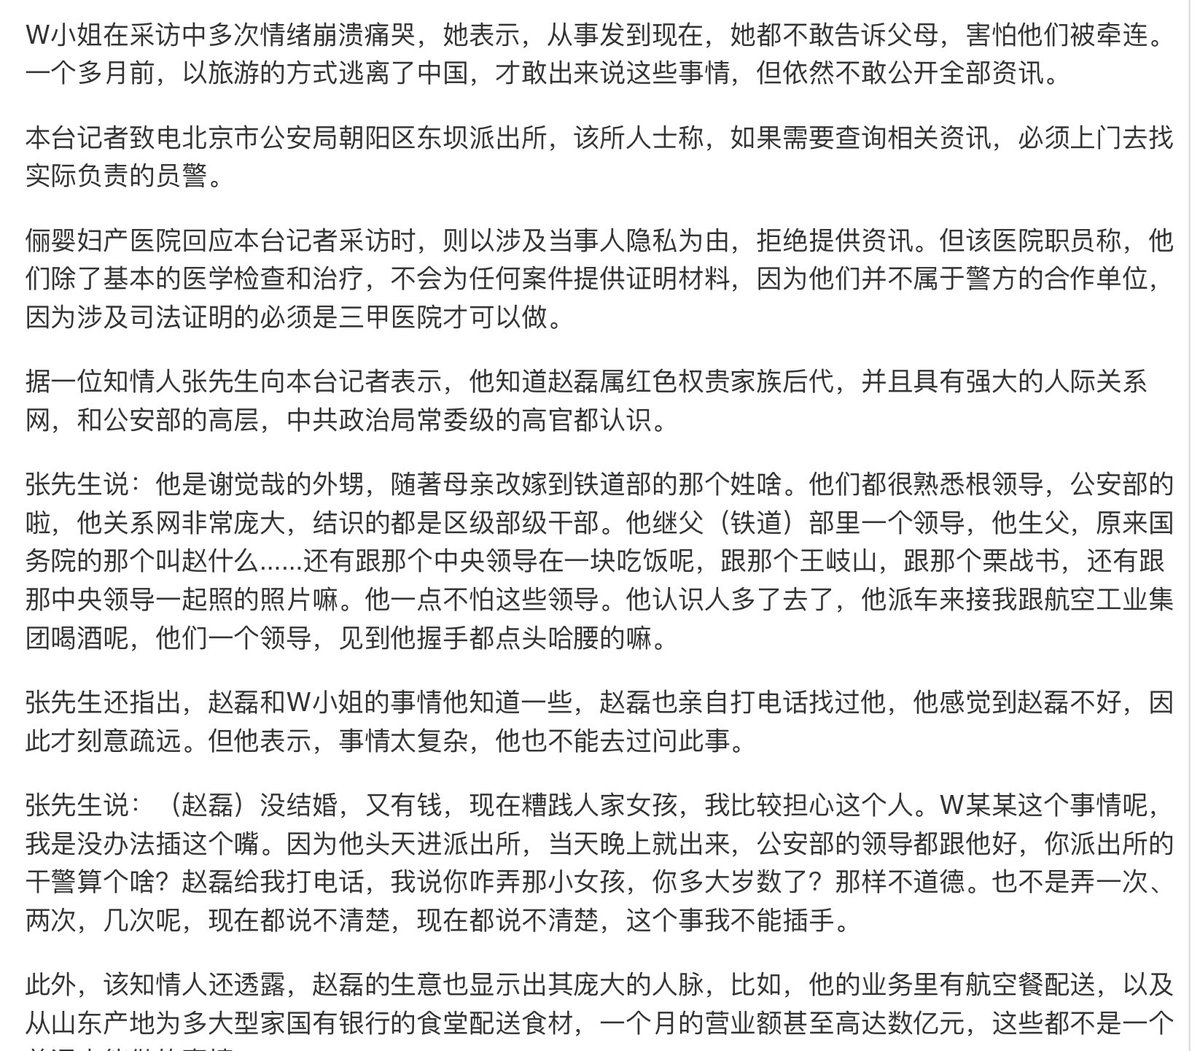 W小姐在采访中多次情绪崩溃痛哭，她表示，从事发到现在，她都不敢告诉父母，害怕他们被牵连。
一个多月前，以旅游的方式逃离了中国，才敢出来说这些事情，但依然不敢公开全部资讯。
本台记者致电北京市公安局朝阳区东坝派出所，该所人士称，如果需要查询相关资讯，必须上门去找
实际负责的员警。
俪婴妇产医院回应本台记者采访时，则以涉及当事人隐私为由，拒绝提供资讯。但该医院职员称，他
们除了基本的医学检查和治疗，不会为任何案件提供证明材料，因为他们并不属于警方的合作单位，
因为涉及司法证明的必须是三甲医院才可以做。
据一位知情人张先生向本台记者表示，他知道赵磊属红色权贵家族后代，并且具有强大的人际关系
网，和公安部的高层，中共政治局常委级的高官都认识。
张先生说：他是谢觉哉的外甥，随著母亲改嫁到铁道部的那个姓啥。他们都很熟悉根领导，公安部的
啦，他关系网非常庞大，结识的都是区级部级干部。他继父（铁道）部里一个领导，他生父，原来国
务院的那个叫赵什么......还有跟那个中央领导在一块吃饭呢，跟那个王岐山，跟那个栗战书，还有跟
那中央领导一起照的照片嘛。他一点不怕这些领导。他认识人多了去了，他派车来接我跟航空工业集
团喝酒呢，他们一个领导，见到他握手都点头哈腰的嘛。
张先生还指出，赵磊和W小姐的事情他知道一些，赵磊也亲自打电话找过他，他感觉到赵磊不好，因
此才刻意疏远。但他表示，事情太复杂，他也不能去过问此事。
张先生说：（赵磊）没结婚，又有钱，现在糟践人家女孩，我比较担心这个人。W某某这个事情呢，
我是没办法插这个嘴。因为他头天进派出所，当天晚上就出来，公安部的领导都跟他好，你派出所的
干警算个啥？赵磊给我打电话，我说你咋弄那小女孩，你多大岁数了？那样不道德。也不是弄一次、
两次，几次呢，现在都说不清楚，现在都说不清楚，这个事我不能插手。
此外，该知情人还透露，赵磊的生意也显示出其庞大的人脉，比如，他的业务里有航空餐配送，以及
从山东产地为多大型家国有银行的食堂配送食材，一个月的营业额甚至高达数亿元，这些都不是一个